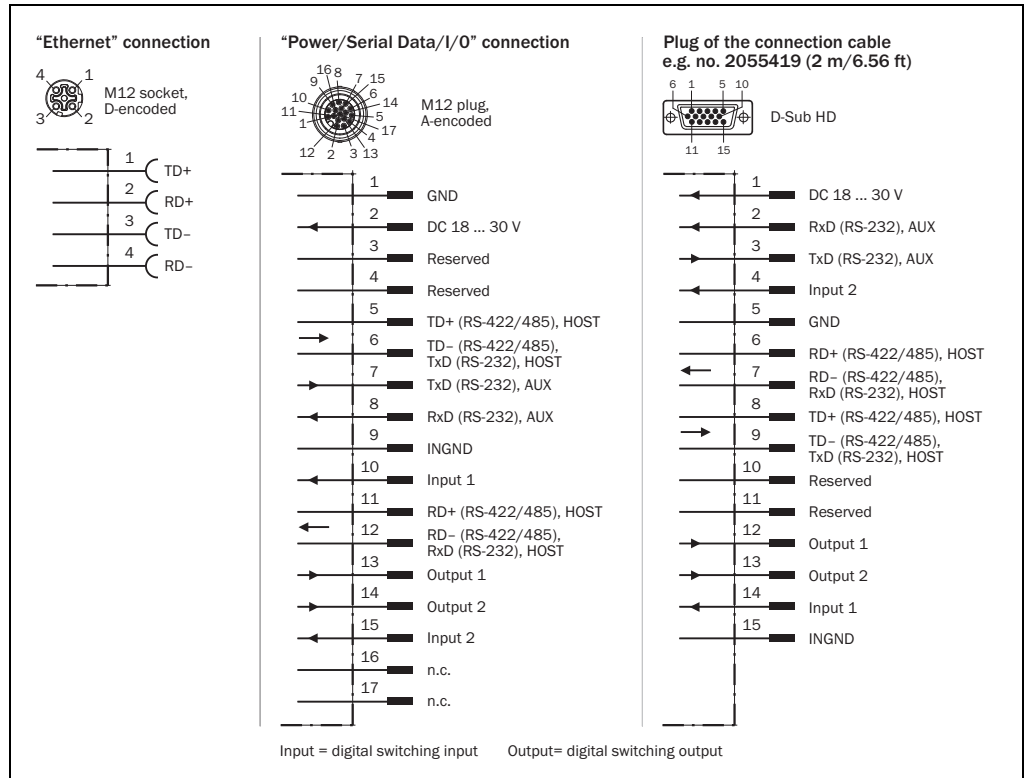 “Ethernet” connection
4
1
3
2
M12 socket,
D-encoded
1
TD+
2
RD+
3
TD–
4
RD–
“Power/Serial Data/I/0” connection
16 8 7 15
9 6
10 14
11 5
1 17
4
12 2 3 13
M12 plug,
A-encoded
1
GND
2
DC 18 ... 30 V
3
Reserved
4
Reserved
5
TD+ (RS-422/485), HOST
6
TD– (RS-422/485),
TxD (RS-232), HOST
7
TxD (RS-232), AUX
8
RxD (RS-232), AUX
9
INGND
10
Input 1
11
RD+ (RS-422/485), HOST
12
RD– (RS-422/485),
RxD (RS-232), HOST
13
Output 1
14
Output 2
15
Input 2
16
n.c.
17
n.c.
Plug of the connection cable
e.g. no. 2055419 (2 m/6.56 ft)
6 1 5 10
11 15
D-Sub HD
1
DC 18 ... 30 V
2
RxD (RS-232), AUX
3
TxD (RS-232), AUX
4
Input 2
5
GND
6
RD+ (RS-422/485), HOST
7
RD– (RS-422/485),
RxD (RS-232), HOST
8
TD+ (RS-422/485), HOST
9
TD– (RS-422/485),
TxD (RS-232), HOST
10
Reserved
11
Reserved
12
Output 1
13
Output 2
14
Input 1
15
INGND
Input = digital switching input Output= digital switching output